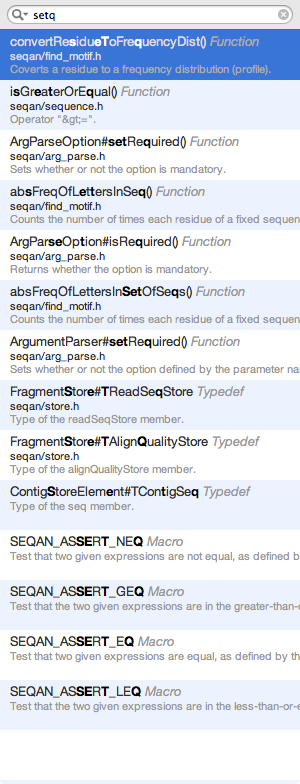 setq
convertResidueToFrequencyDist() Function
seqan/find_motif.h
Coverts a residue to a frequency distribution (profile).
isGreaterOrEqual() Function
seqan/sequence.h
Operator "&gt;=".
ArgParseOption#setRequired() Function
seqan/arg_parse.h
Sets whether or not the option is mandatory.
absFreqOfLettersInSeq() Function
seqan/find_motif.h
Counts the number of times each residue of a fixed sequen
ArgParseOption#isRequired() Function
seqan/arg_parse.h
Returns whether the option is mandatory.
absFreqOfLettersInSetOfSeqs() Function
seqan/find_motif.h
Counts the number of times each residue of a fixed sequen
ArgumentParser#setRequired() Function
seqan/arg_parse.h
Sets whether or not the option defined by the parameter na
FragmentStore#TReadSeqStore Typedef
seqan/store.h
Type of the readSeqStore member.
FragmentStore#TAlignQualityStore Typedef
seqan/store.h
Type of the alignQualityStore member.
ContigStoreElement#TContigSeq Typedef
Type of the seq member.
SEQAN_ASSERT_NEQ Macro
Test that two given expressions are not equal, as defined b
SEQAN_ASSERT_GEQ Macro
Test that the two given expressions are in the greater-than-
SEQAN_ASSERT_EQ Macro
Test that two given expressions are equal, as defined by th
SEQAN_ASSERT_LEQ Macro
Test that the two given expressions are in the less-than-or-e